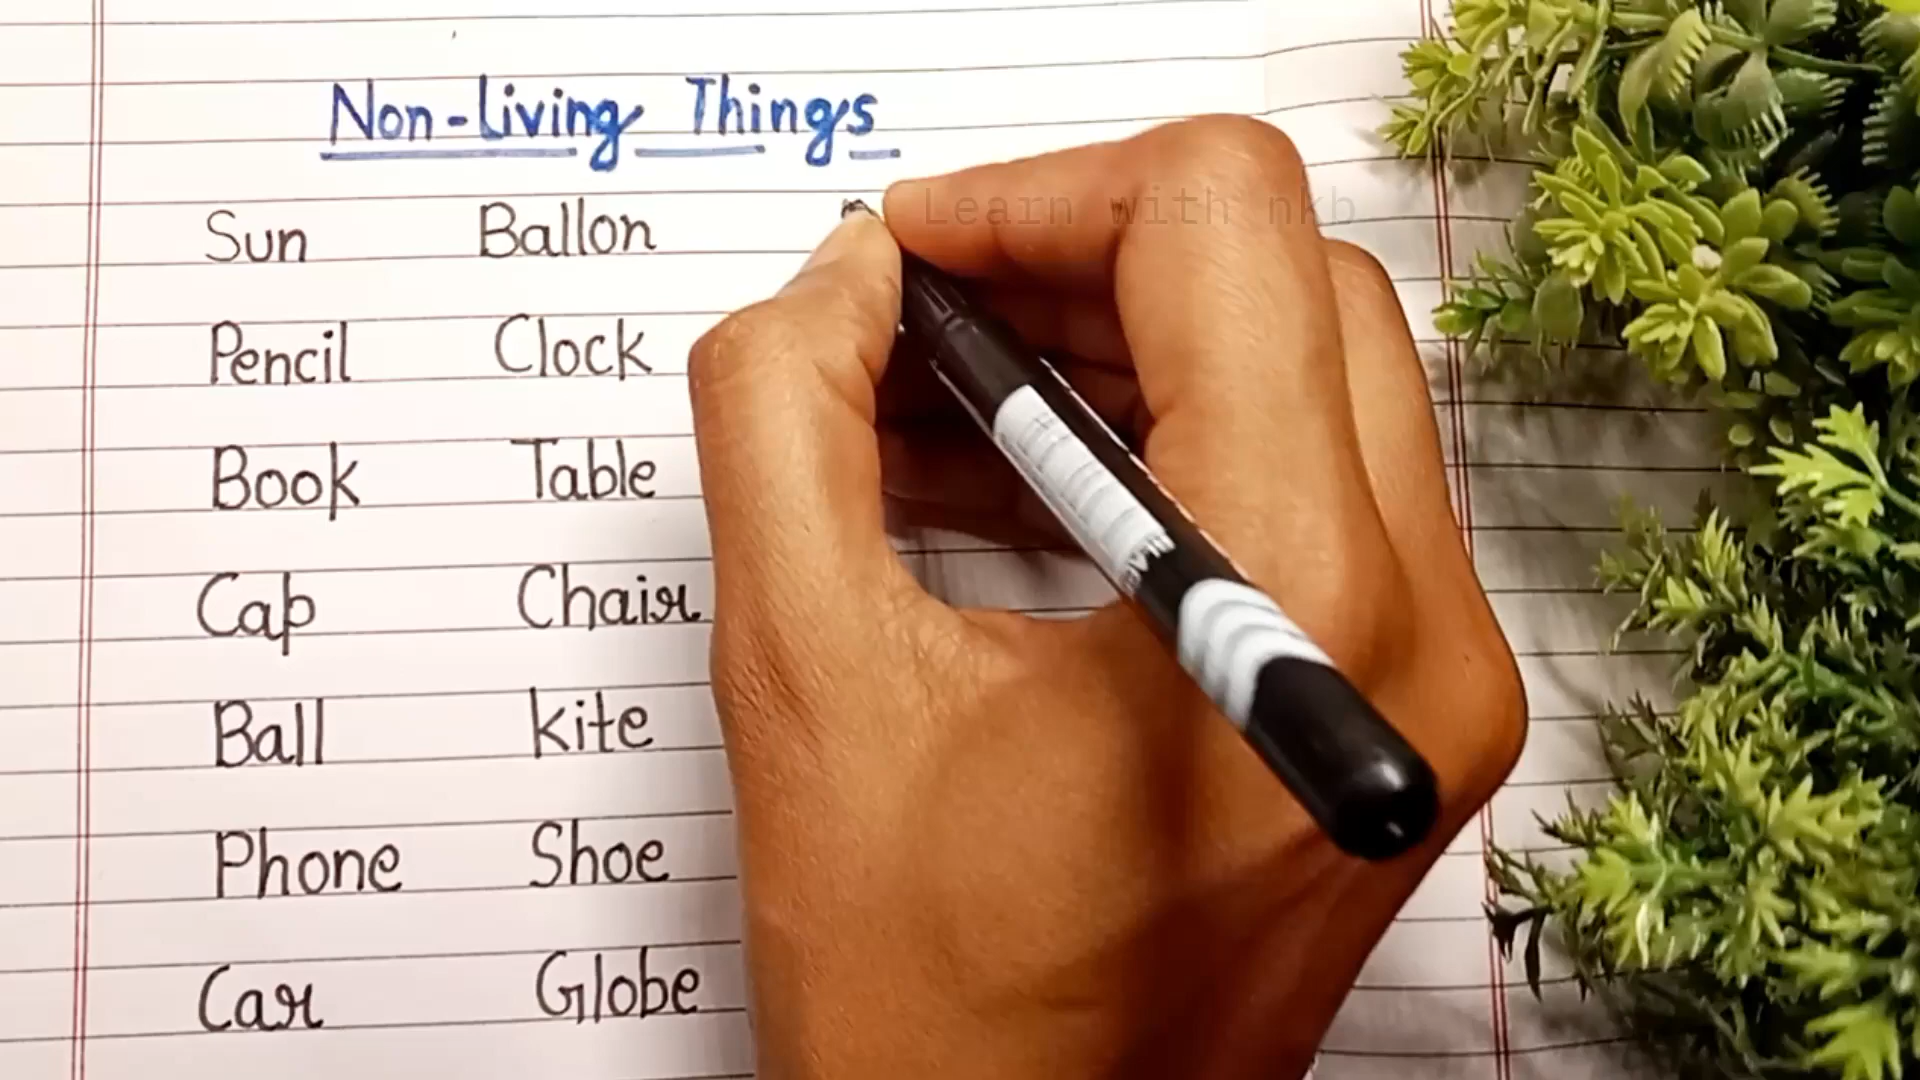 Non-Living Things
Sun Ballon
Learn with nkb
Pencil Clock
Book Table
Cap Chair
Ball kite
Phone Shoe
Car Globe